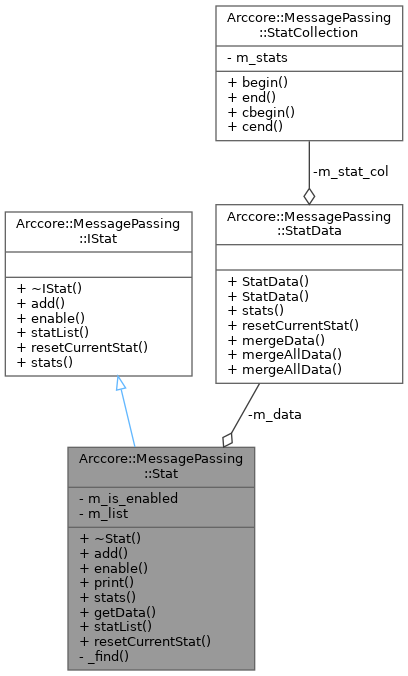 Arccore::MessagePassing
::StatCollection
- m_stats
+ begin()
+ end()
+ cbegin()
+ cend()
-m_stat_col
Arccore::MessagePassing
::IStat
+ ~IStat()
+ add()
+ enable()
+ statList()
+ resetCurrentStat()
+ stats()
Arccore::MessagePassing
::StatData
+ StatData()
+ StatData()
+ stats()
+ resetCurrentStat()
+ mergeData()
+ mergeAllData()
+ mergeAllData()
-m_data
Arccore::MessagePassing
::Stat
- m_is_enabled
- m_list
+ ~Stat()
+ add()
+ enable()
+ print()
+ stats()
+ getData()
+ statList()
+ resetCurrentStat()
- _find()